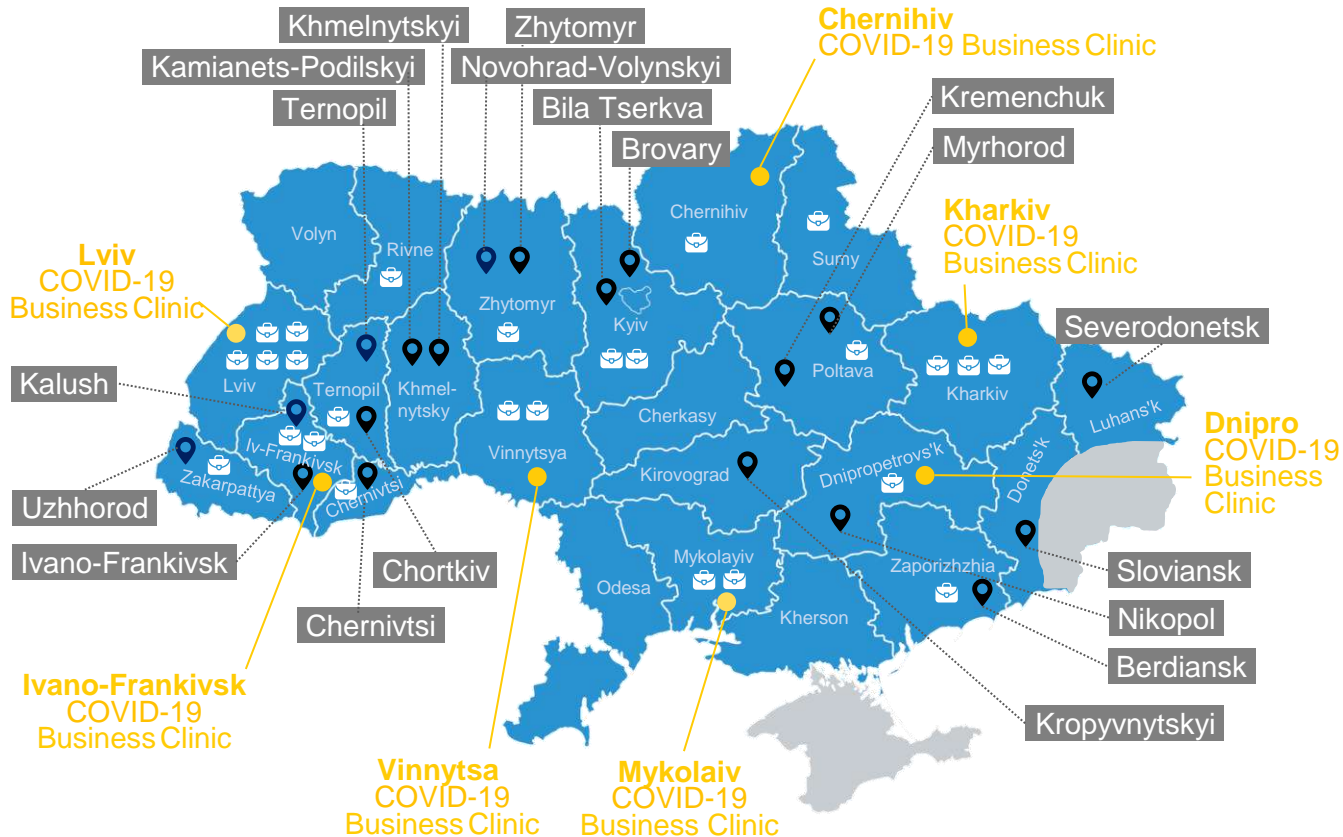 Khmelnytskyi
Zhytomyr
Chernihiv
COVID-19 Business Clinic
Kamianets-Podilskyi
Novohrad-Volynskyi
Ternopil
Bila Tserkva
Kremenchuk
Brovary
Myrhorod
Chernihiv
Kharkiv
COVID-19
Business Clinic
Volyn
Rivne
Sumy
Lviv
COVID-19
Business Clinic
Zhytomyr
Kyiv
Severodonetsk
Kalush
Lviv
Ternopil
Khmel-
nytsky
Cherkasy
Poltava
Kharkiv
Luhans'k
Dnipro
COVID-19
Business
Clinic
Iv-Frankivsk
Vinnytsya
Kirovograd
Dnipropetrovs'k
Donets'k
Zakarpattya
Chernivtsi
Uzhhorod
Ivano-Frankivsk
Chortkiv
Mykolayiv
Zaporizhzhia
Sloviansk
Odesa
Kherson
Chernivtsi
Nikopol
Berdiansk
Ivano-Frankivsk
COVID-19
Business Clinic
Kropyvnytskyi
Vinnytsa
COVID-19
Business Clinic
Mykolaiv
COVID-19
Business Clinic